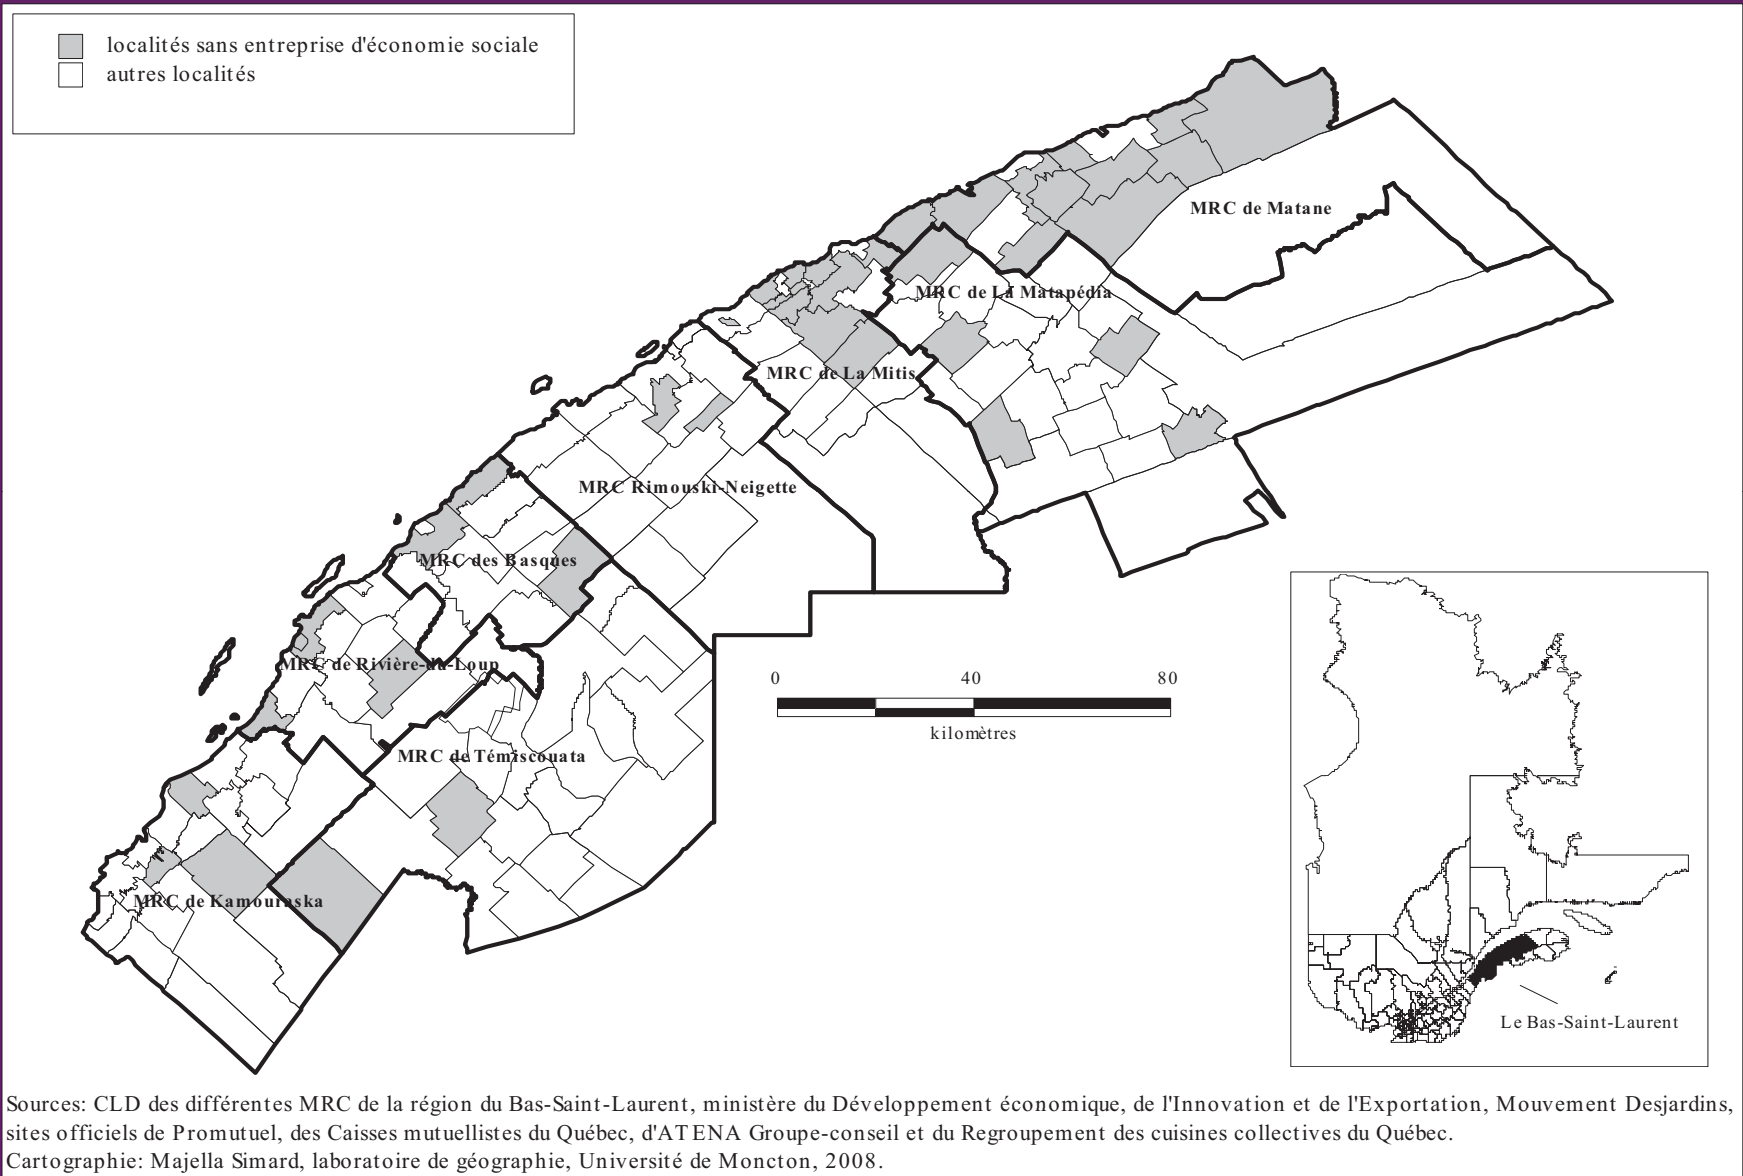 localités sans entreprise d'économie sociale
autres localités
MRC de Matane
MRC de La Matapédia
MRC de La Mitis
MRC Rimouski-Neigette
MRC des Basques
MRC de Rivière-du-Loup
MRC de Témiscouata
MRC de Kamouraska
0 40 80
kilomètres
Le Bas-Saint-Laurent
Sources: CLD des différentes MRC de la région du Bas-Saint-Laurent, ministère du Développement économique, de l'Innovation et de l'Exportation, Mouvement Desjardins,
sites officiels de Promutuel, des Caisses mutuellistes du Québec, d'ATENA Groupe-conseil et du Regroupement des cuisines collectives du Québec.
Cartographie: Majella Simard, laboratoire de géographie, Université de Moncton, 2008.